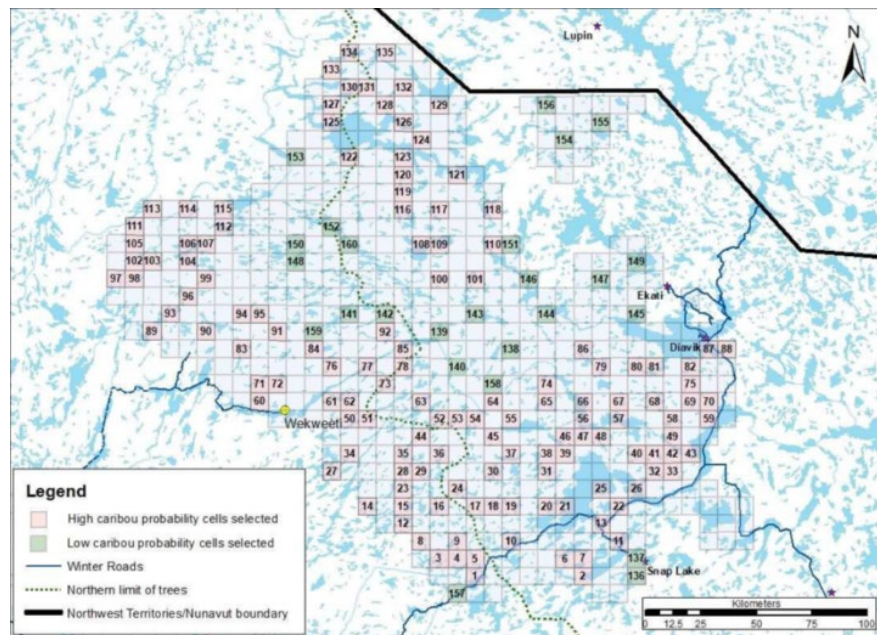 Lupin
N
134 135
133
130 131 132
127 128 129 156
125 126 155
124 154
153 122 123
120 121
119
113 114 115 116 117 118
111 112 152
105 106 107 150 160 108 109 110 151
102 103 104 148 149
97 98 99 100 101 146 147
Ekati
96
93 94 95 141 142 143 144 145
89 90 91 159 92 139
Diavik
83 84 85 138 86 87 88
76 77 78 140 79 80 81 82
71 72 73 158 74 75
60 61 62 63 64 65 66 67 68 69 70
Wekweeti
50 51 52 53 54 55 56 57 58 59
44 45 46 47 48 49
34 35 36 37 38 39 40 41 42 43
27 28 29 30 31 32 33
23 24 25 26
14 15 16 17 18 19 20 21 22
12 13
8 9 10 11
3 4 5 6 7 137
Snap Lake
1 2 136
157
Legend
High caribou probability cells selected
Low caribou probability cells selected
Winter Roads
Northern limit of trees
Northwest Territories/Nunavut boundary
Kilometers
0 12.5 25 50 75 100